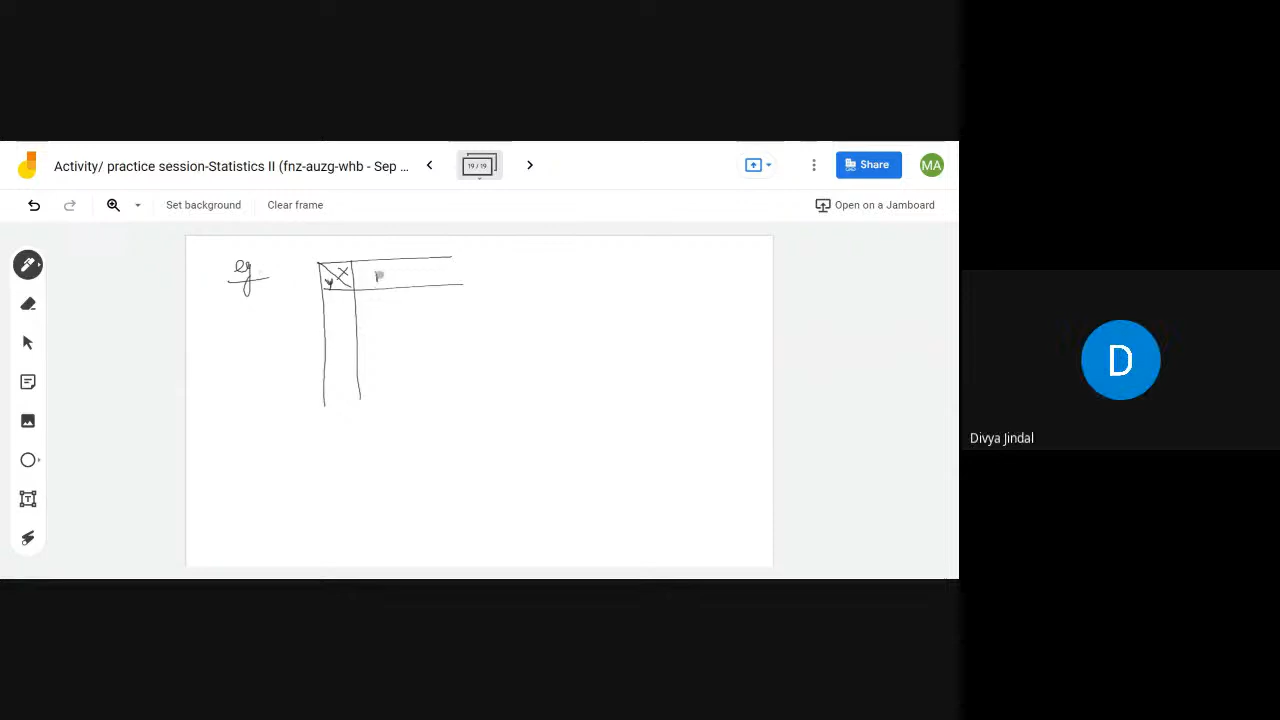 Activity/ practice session-Statistics II (fnz-auzg-whb - Sep ...
19 / 19
Share
MA
Set background
Clear frame
Open on a Jamboard
eg
X
Y
T
D
Divya Jindal